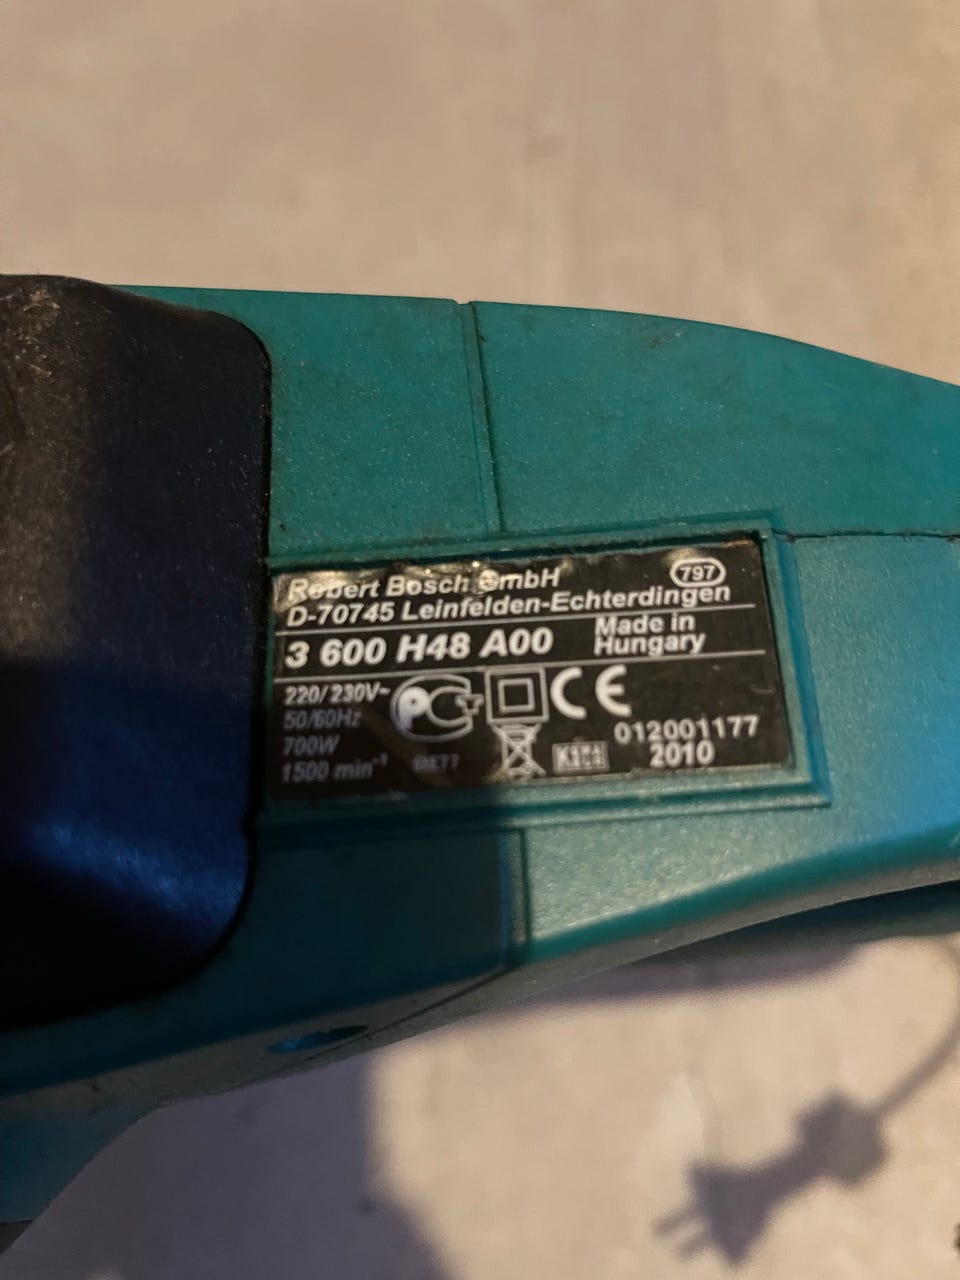 Robert Bosch GmbH 797
D-70745 Leinfelden-Echterdingen
3 600 H48 A00 Made in Hungary
220/230V~
50/60Hz
700W
1500 min⁻¹
CE
012001177
2010
KEMA